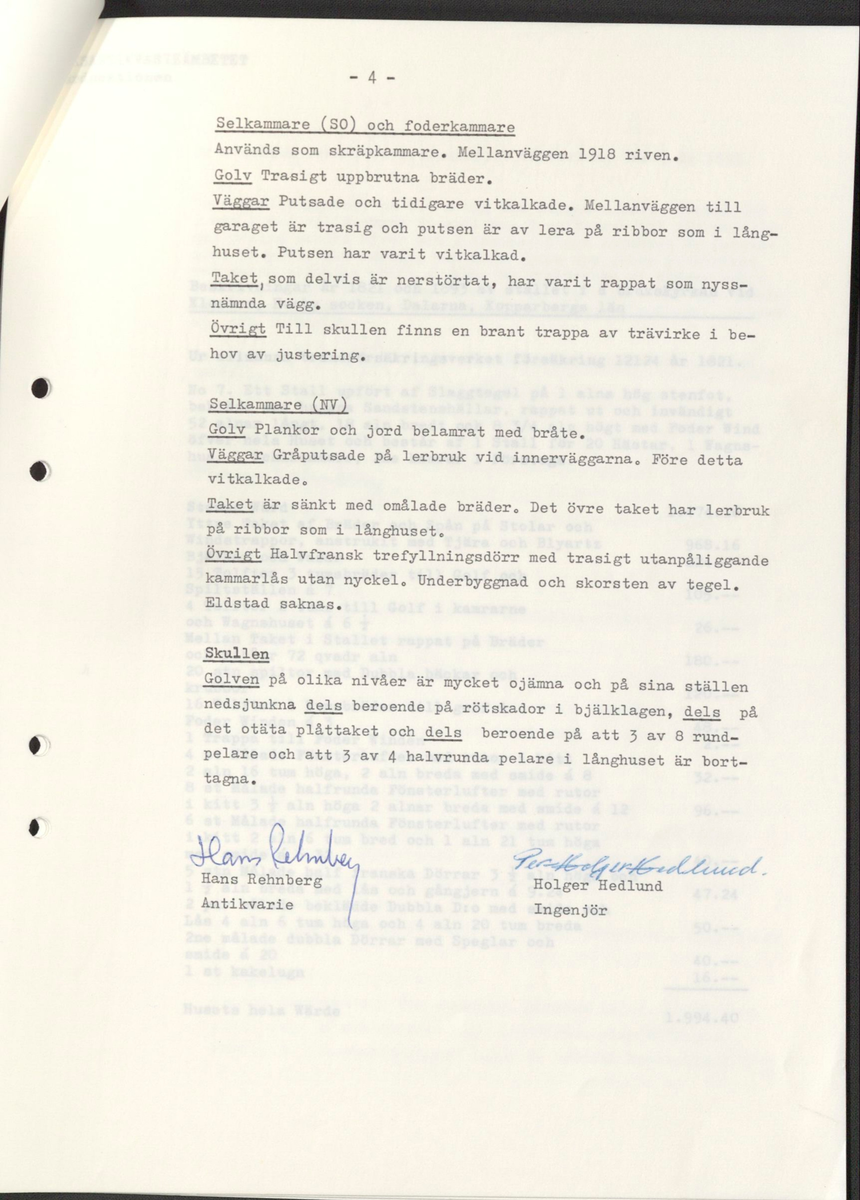 - 4 -
Selkammare (SO) och foderkammare
Används som skräpkammare. Mellanväggen 1918 riven.
Golv Trasigt uppbrutna bräder.
Väggar Putsade och tidigare vitkalkade. Mellanväggen till
garaget är trasig och putsen är av lera på ribbor som i lång-
huset. Putsen har varit vitkalkad.
Taket, som delvis är nerstörtat, har varit rappat som nyss-
nämnda vägg.
Övrigt Till skullen finns en brant trappa av trävirke i be-
hov av justering.
Selkammare (NV)
Golv Plankor och jord belamrat med bråte.
Väggar Gråputsade på lerbruk vid innerväggarna. Före detta
vitkalkade.
Taket är sänkt med omålade bräder. Det övre taket har lerbruk
på ribbor som i långhuset.
Övrigt Halvfransk trefyllningsdörr med trasigt utanpåliggande
kammarlås utan nyckel. Underbyggnad och skorsten av tegel.
Eldstad saknas.
Skullen
Golven på olika nivåer är mycket ojämna och på sina ställen
nedsjunkna dels beroende på rötskador i bjälklagen, dels på
det otäta plåttaket och dels beroende på att 3 av 8 rund-
pelare och att 3 av 4 halvrunda pelare i långhuset är bort-
tagna.
Hans Rehnberg Per-Holger Hedlund.
Hans Rehnberg Holger Hedlund
Antikvarie Ingenjör